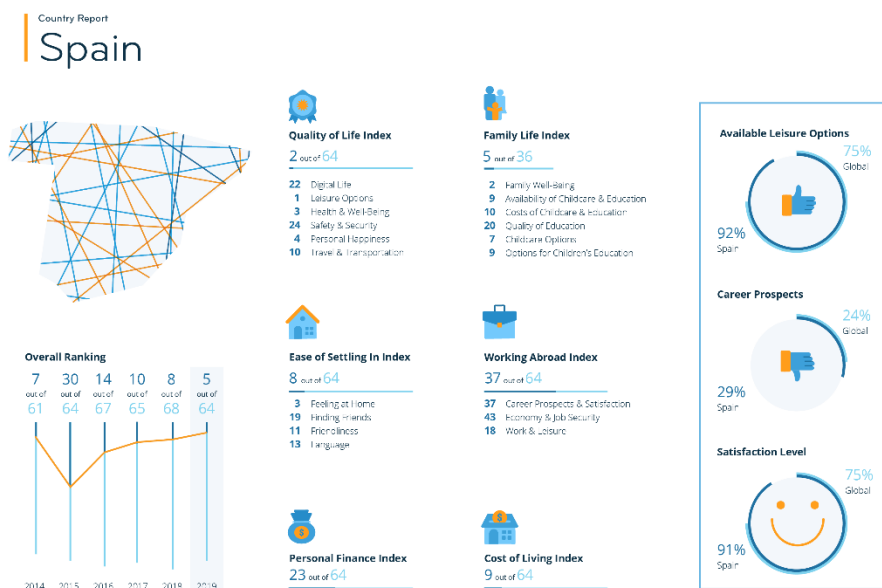 Country Report
Spain
Quality of Life Index
2 out of 64
22 Digital Life
1 Leisure Options
3 Health & Well-Being
24 Safety & Security
4 Personal Happiness
10 Travel & Transportation
Family Life Index
5 out of 36
2 Family Well-Being
9 Availability of Childcare & Education
10 Costs of Childcare & Education
20 Quality of Education
7 Childcare Options
9 Options for Children's Education
Available Leisure Options
75%
Global
92%
Spain
Overall Ranking
7 30 14 10 8 5
out of out of out of out of out of out of
61 64 67 65 68 64
2014 2015 2016 2017 2018 2019
Ease of Settling In Index
8 out of 64
3 Feeling at Home
19 Finding Friends
11 Friendliness
13 Language
Working Abroad Index
37 out of 64
37 Career Prospects & Satisfaction
43 Economy & Job Security
18 Work & Leisure
Career Prospects
24%
Global
29%
Spain
Satisfaction Level
75%
Global
91%
Spain
Personal Finance Index
23 out of 64
Cost of Living Index
9 out of 64